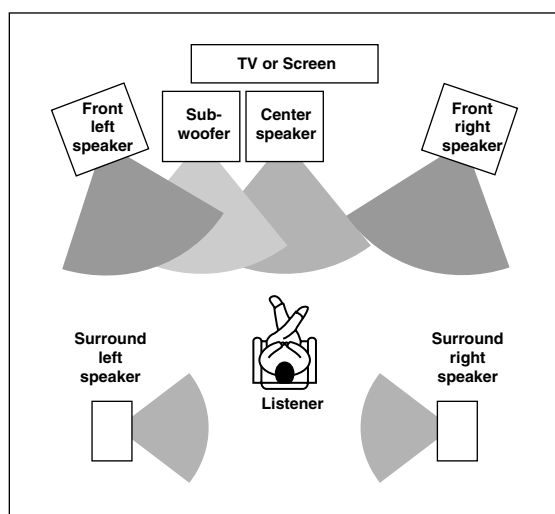 TV or Screen
Front
left
speaker
Sub-
woofer
Center
speaker
Front
right
speaker
Surround
left
speaker
Surround
right
speaker
Listener